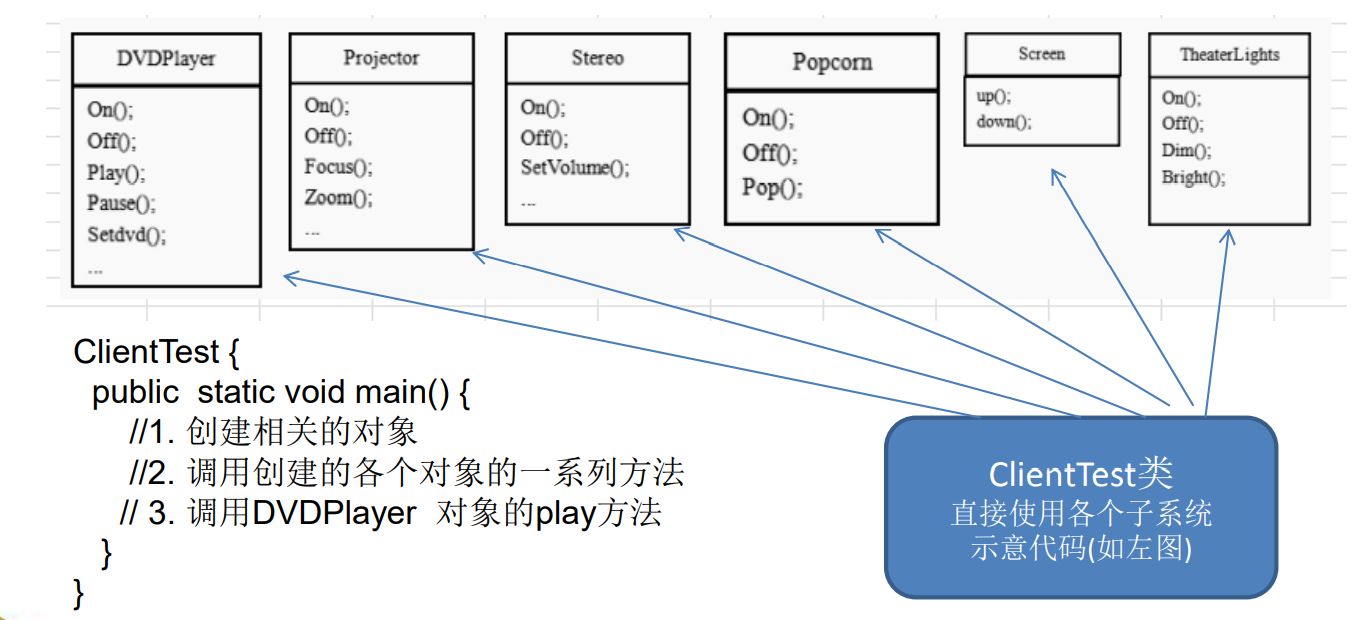 DVDPlayer
On();
Off();
Play();
Pause();
Setdvd();
...
Projector
On();
Off();
Focus();
Zoom();
...
Stereo
On();
Off();
SetVolume();
...
Popcorn
On();
Off();
Pop();
Screen
up();
down();
TheaterLights
On();
Off();
Dim();
Bright();
ClientTest {
public static void main() {
//1. 创建相关的对象
//2. 调用创建的各个对象的一系列方法
// 3. 调用DVDPlayer 对象的play方法
}
}
ClientTest类
直接使用各个子系统
示意代码(如左图)